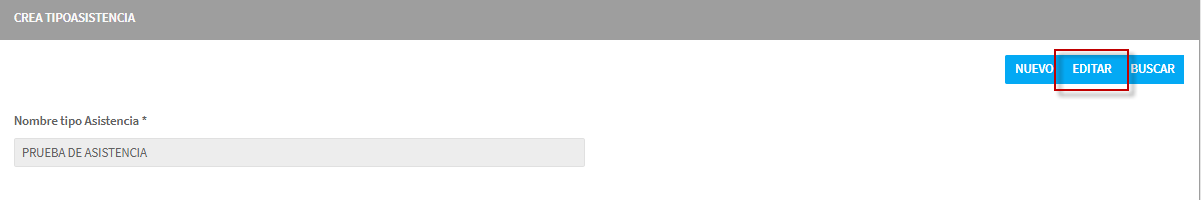 CREA TIPOASISTENCIA
NUEVO EDITAR BUSCAR
Nombre tipo Asistencia *
PRUEBA DE ASISTENCIA